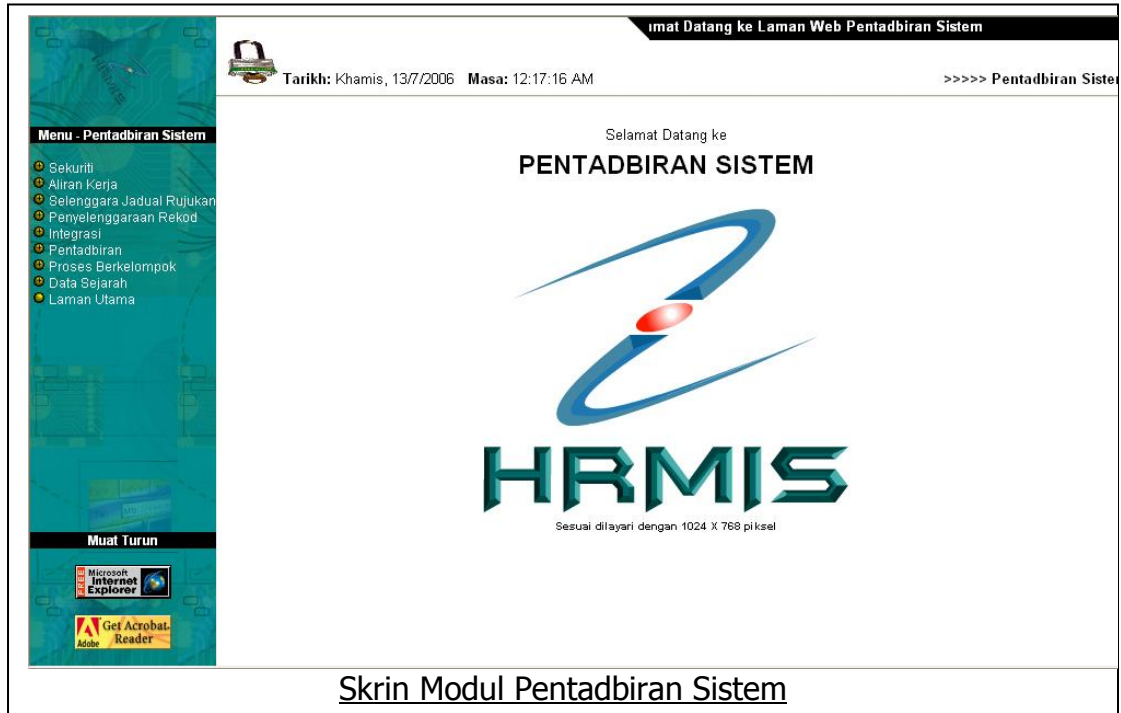 ımat Datang ke Laman Web Pentadbiran Sistem
Tarikh: Khamis, 13/7/2006 Masa: 12:17:16 AM
>>>>> Pentadbiran Sister
HRMIS
Menu - Pentadbiran Sistem
Sekuriti
Aliran Kerja
Selenggara Jadual Rujukan
Penyelenggaraan Rekod
Integrasi
Pentadbiran
Proses Berkelompok
Data Sejarah
Laman Utama
Muat Turun
FREE
Microsoft
Internet
Explorer
Get Acrobat
Reader
Adobe
Selamat Datang ke
PENTADBIRAN SISTEM
HRMIS
Sesuai dilayari dengan 1024 X 768 piksel
Skrin Modul Pentadbiran Sistem